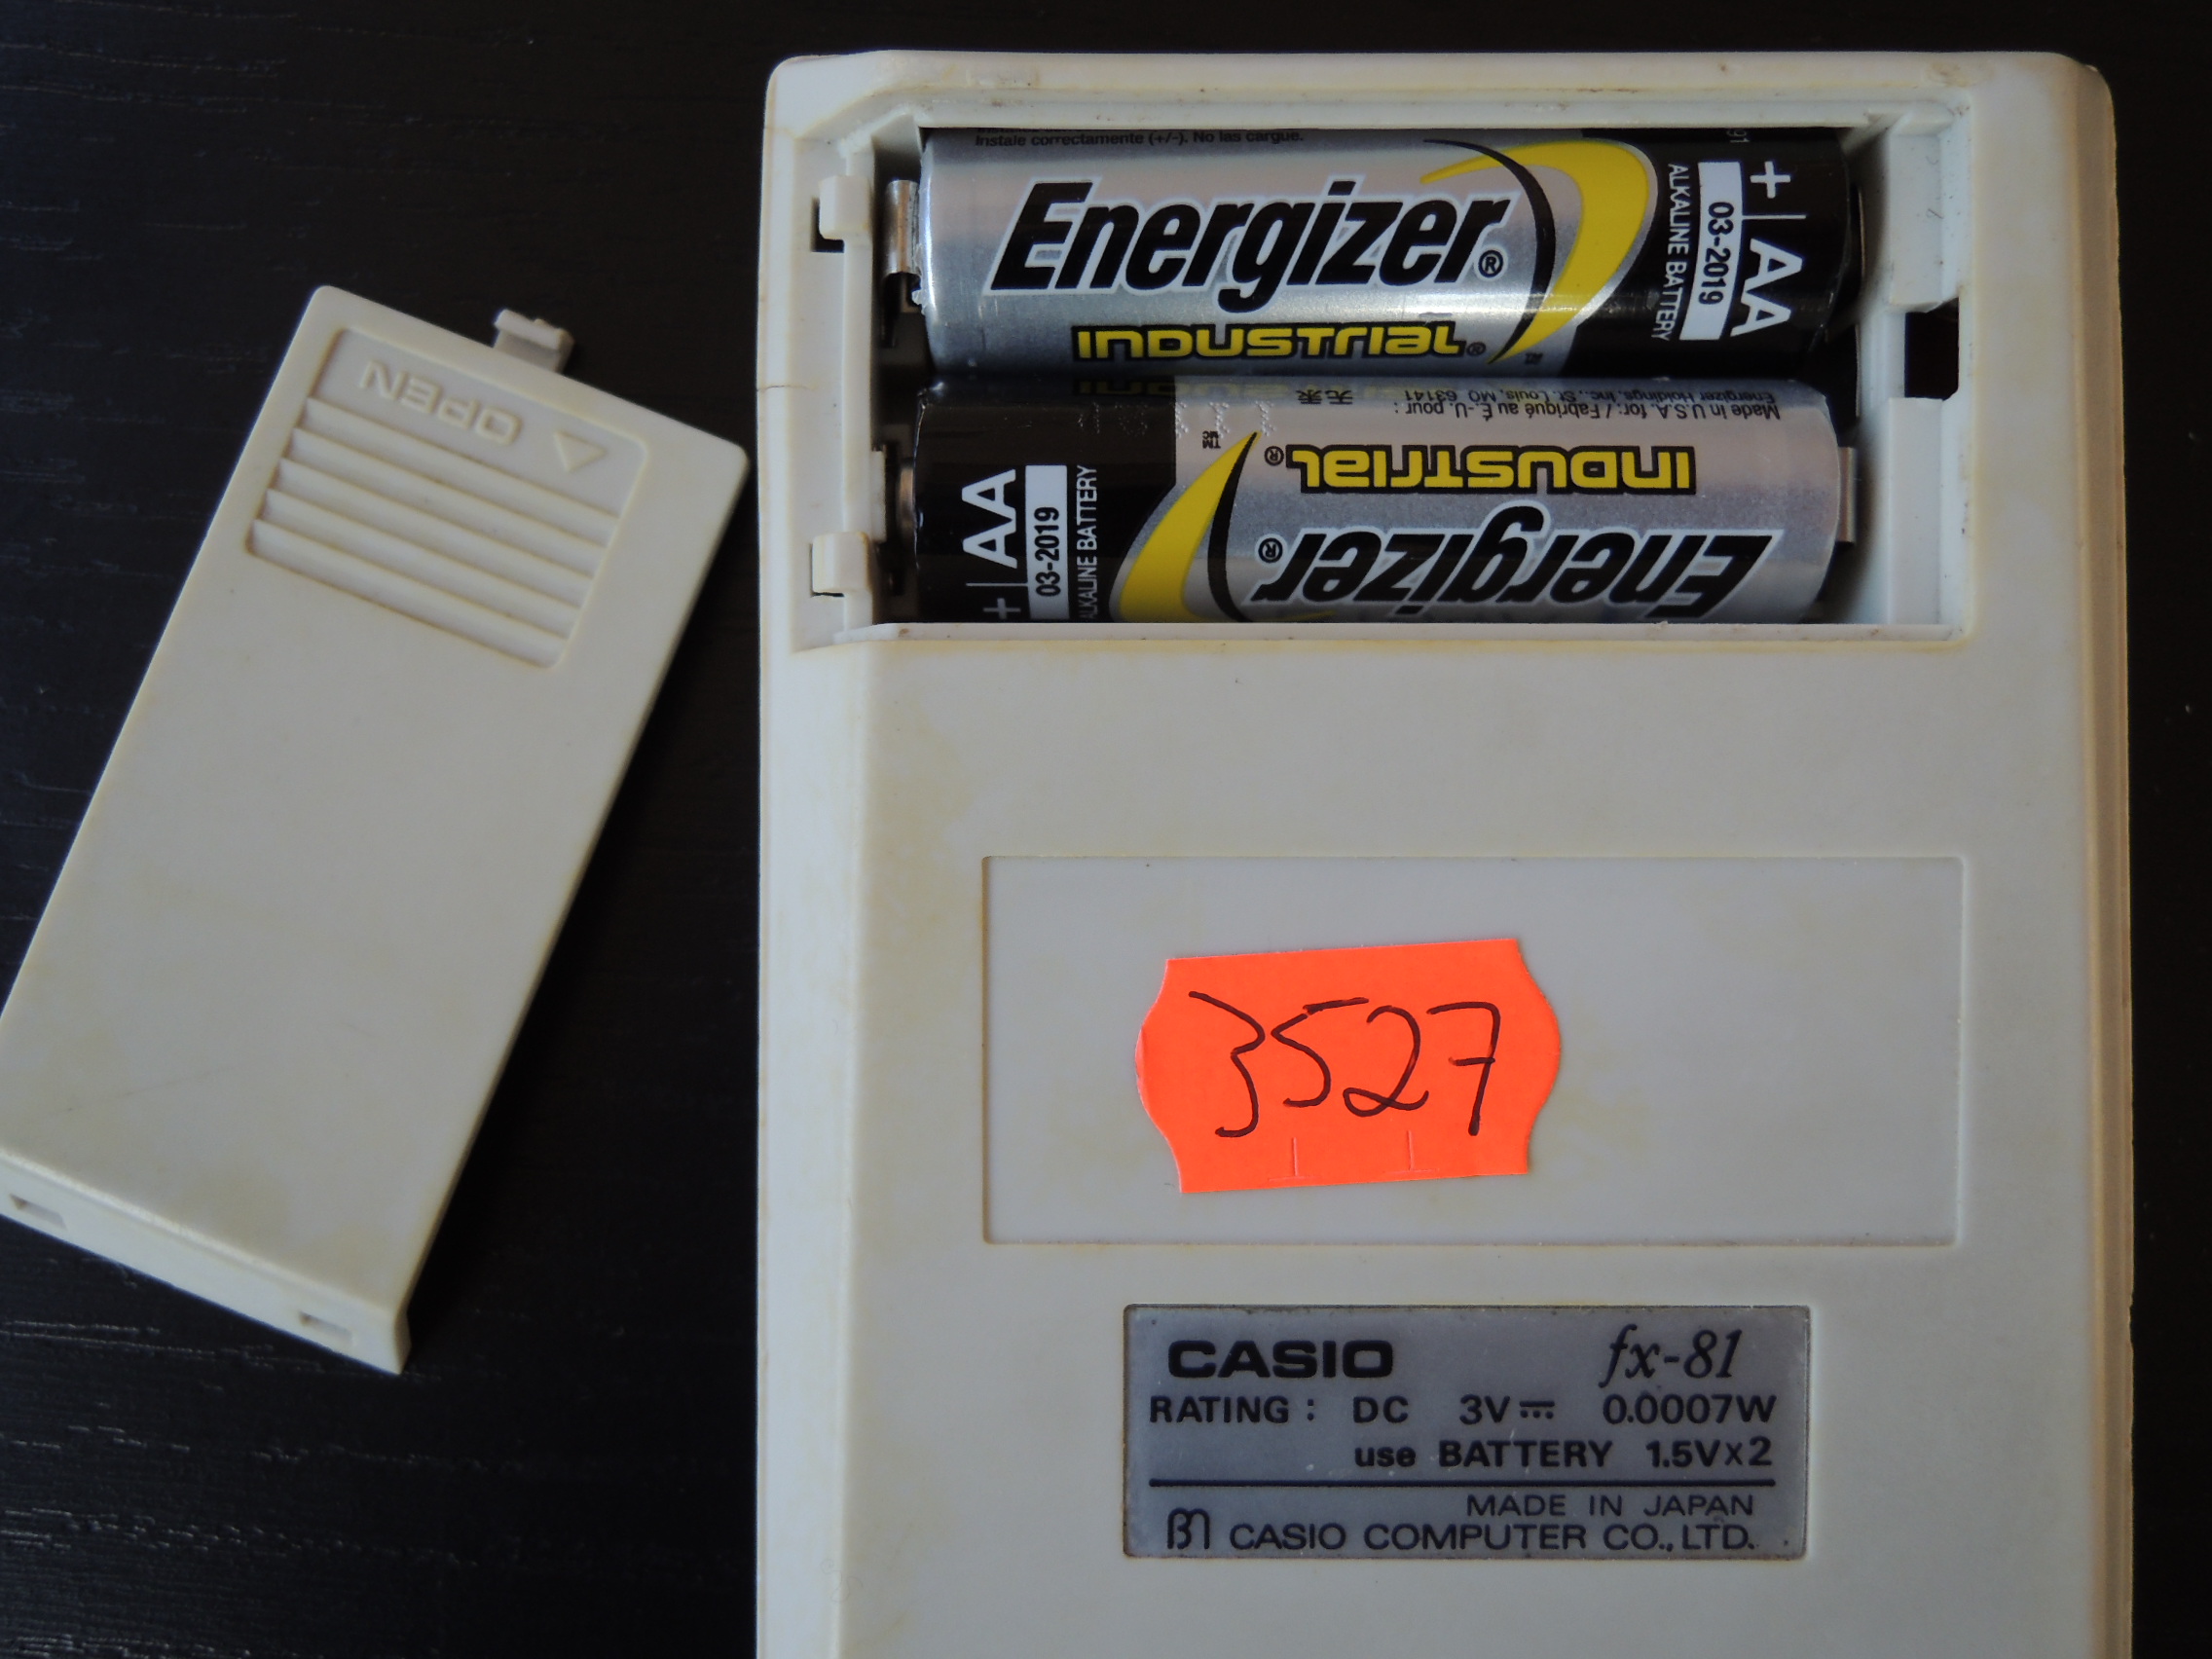 OPEN
Instale correctamente (+/-). No las cargue.
Energizer®
INDUSTRIAL®
ALKALINE BATTERY
03-2019
+ AA
Made in U.S.A. for: / Fabriqué au É.-U. pour :
Energizer Holdings, Inc., St. Louis, MO 63141
INDUSTRIAL®
Energizer®
TM
MC
+ AA
03-2019
ALKALINE BATTERY
3527
CASIO fx-81
RATING : DC 3V 0.0007W
use BATTERY 1.5V×2
MADE IN JAPAN
CASIO COMPUTER CO., LTD.